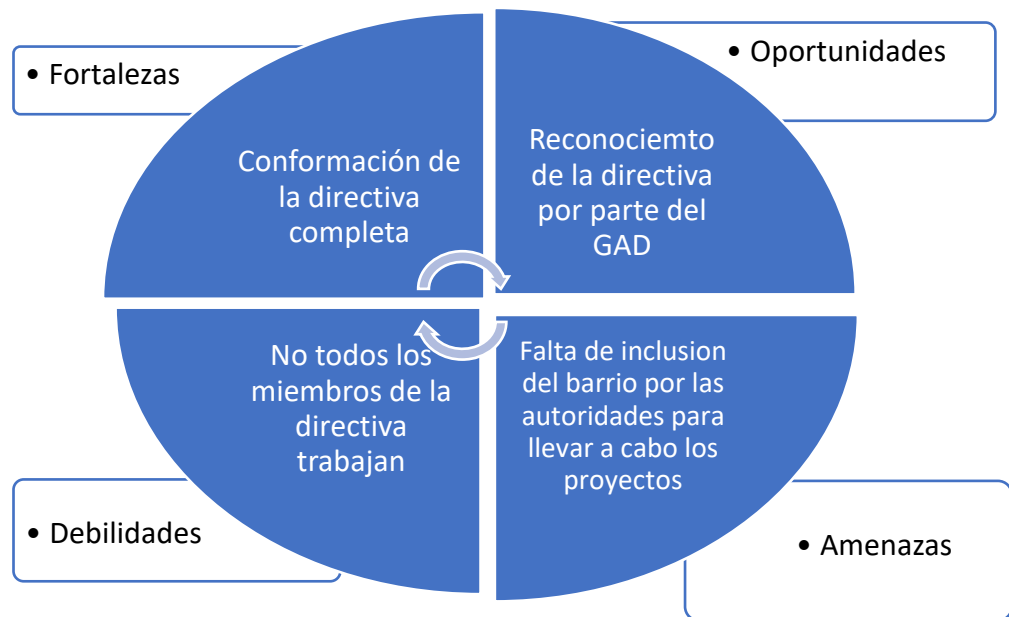 • Fortalezas
Conformación de
la directiva
completa
• Oportunidades
Reconociemto
de la directiva
por parte del
GAD
• Debilidades
No todos los
miembros de la
directiva
trabajan
• Amenazas
Falta de inclusion
del barrio por las
autoridades para
llevar a cabo los
proyectos